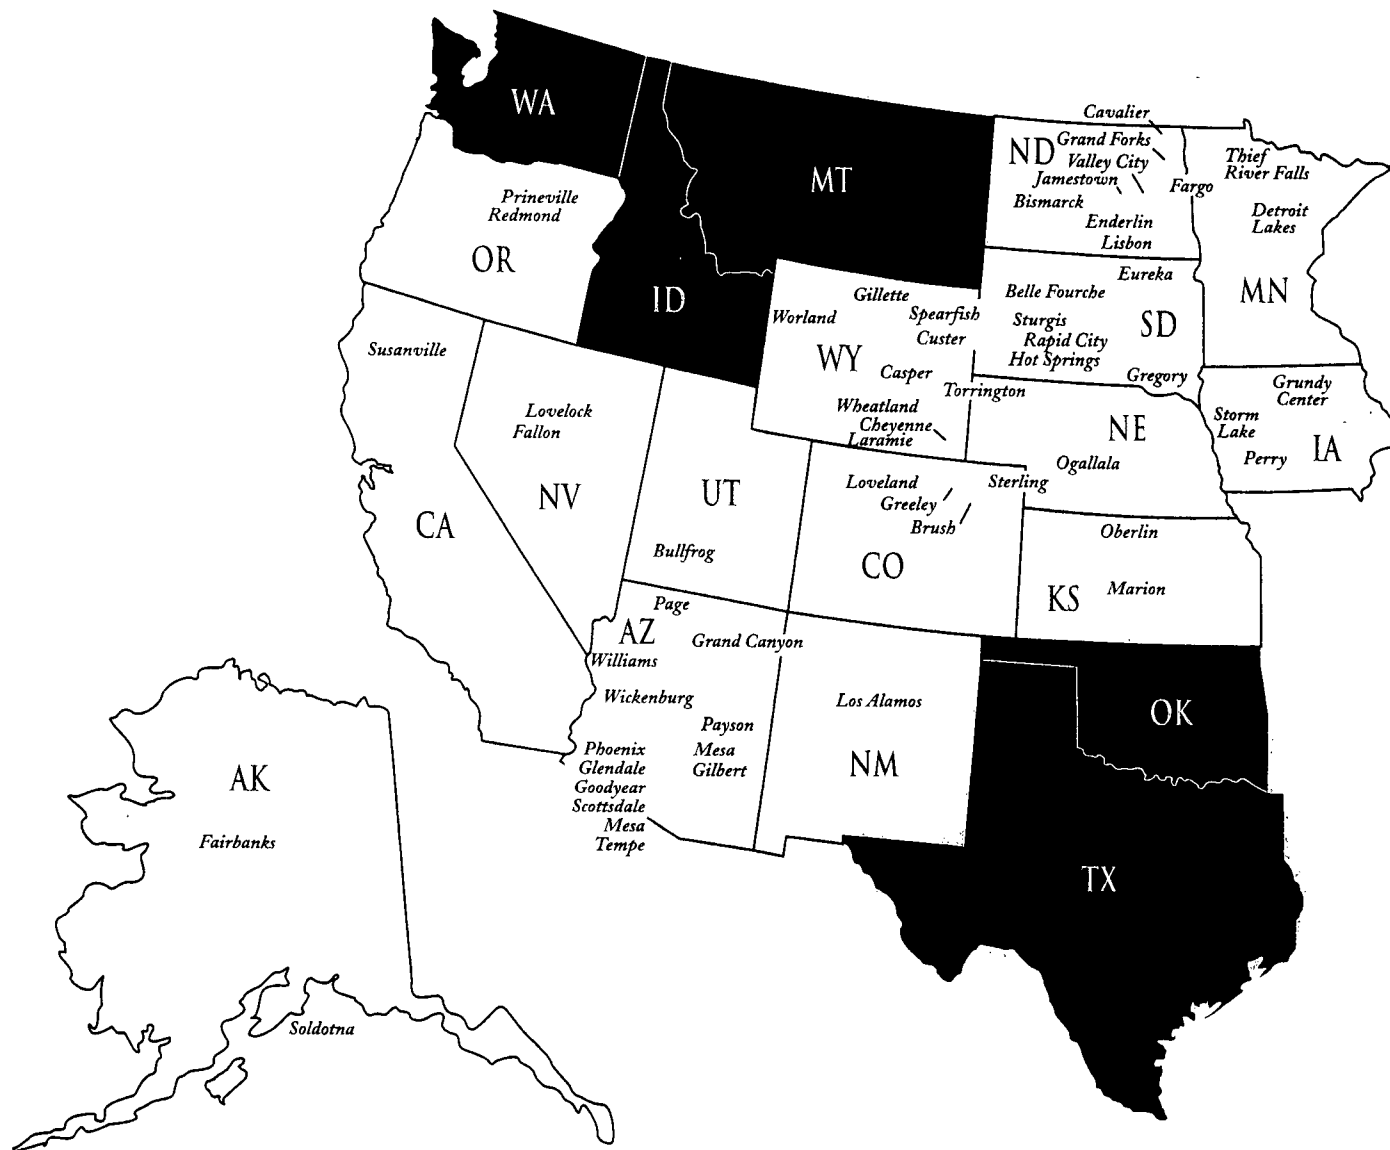 WA
MT
ID
Prineville
Redmond
OR
Cavalier
ND
Grand Forks
Valley City
Jamestown
Bismarck
Fargo
Enderlin
Lisbon
Thief
River Falls
Detroit
Lakes
MN
Eureka
Belle Fourche
Sturgis
Rapid City
Hot Springs
SD
Gregory
Gillette
Spearfish
Worland
Custer
WY
Casper
Torrington
Wheatland
Cheyenne
Laramie
Grundy
Center
Storm
Lake
Perry
IA
NE
Ogallala
Susanville
CA
Lovelock
Fallon
NV
UT
Bullfrog
Loveland
Greeley
Brush
Sterling
CO
Oberlin
KS
Marion
Page
AZ
Grand Canyon
Williams
Wickenburg
Payson
Mesa
Gilbert
Phoenix
Glendale
Goodyear
Scottsdale
Mesa
Tempe
Los Alamos
NM
OK
TX
AK
Fairbanks
Soldotna